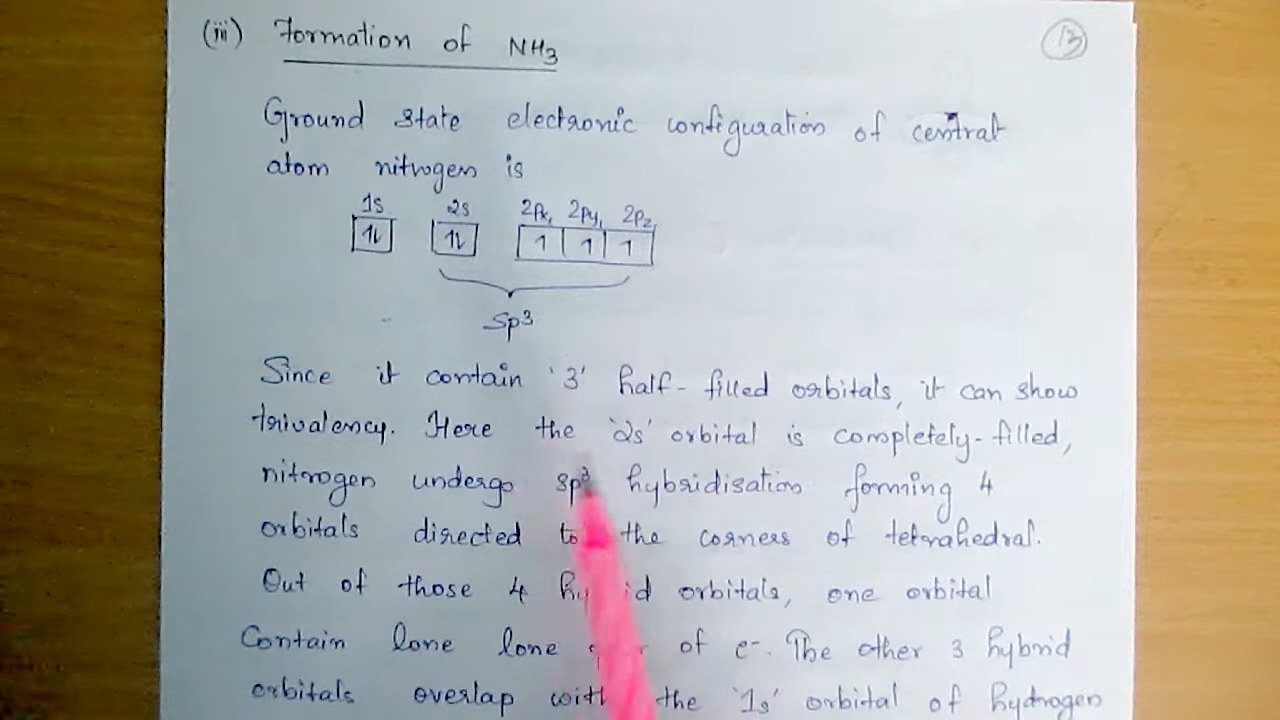 (iii) Formation of NH3
13
Ground State electronic configuration of central
atom nitrogen is
1s 2s 2px, 2py, 2pz,
1L 1L 1 1 1
Sp³
Since it contain '3' half-filled orbitals, it can show
trivalency. Here the '2s' orbital is completely-filled,
nitrogen undergo sp³ hybridisation forming 4
orbitals directed to the corners of tetrahedral.
Out of those 4 orbitals, one orbital
Contain lone lone of e-. The other 3 hybrid
orbitals overlap with the '1s' orbital of hydrogen